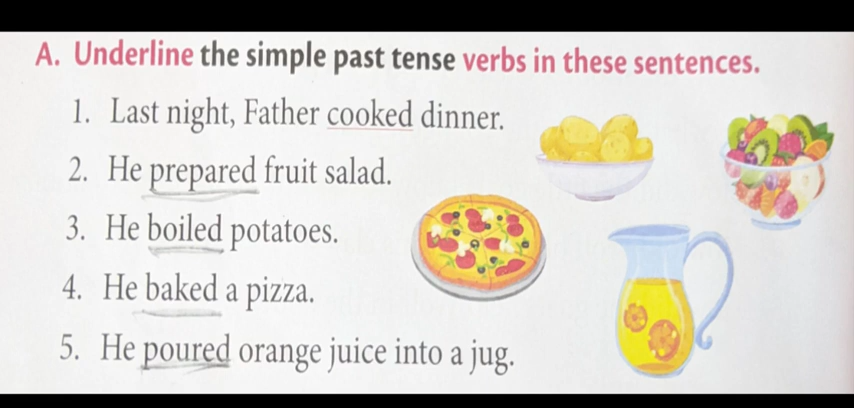 A. Underline the simple past tense verbs in these sentences.
1. Last night, Father cooked dinner.
2. He prepared fruit salad.
3. He boiled potatoes.
4. He baked a pizza.
5. He poured orange juice into a jug.